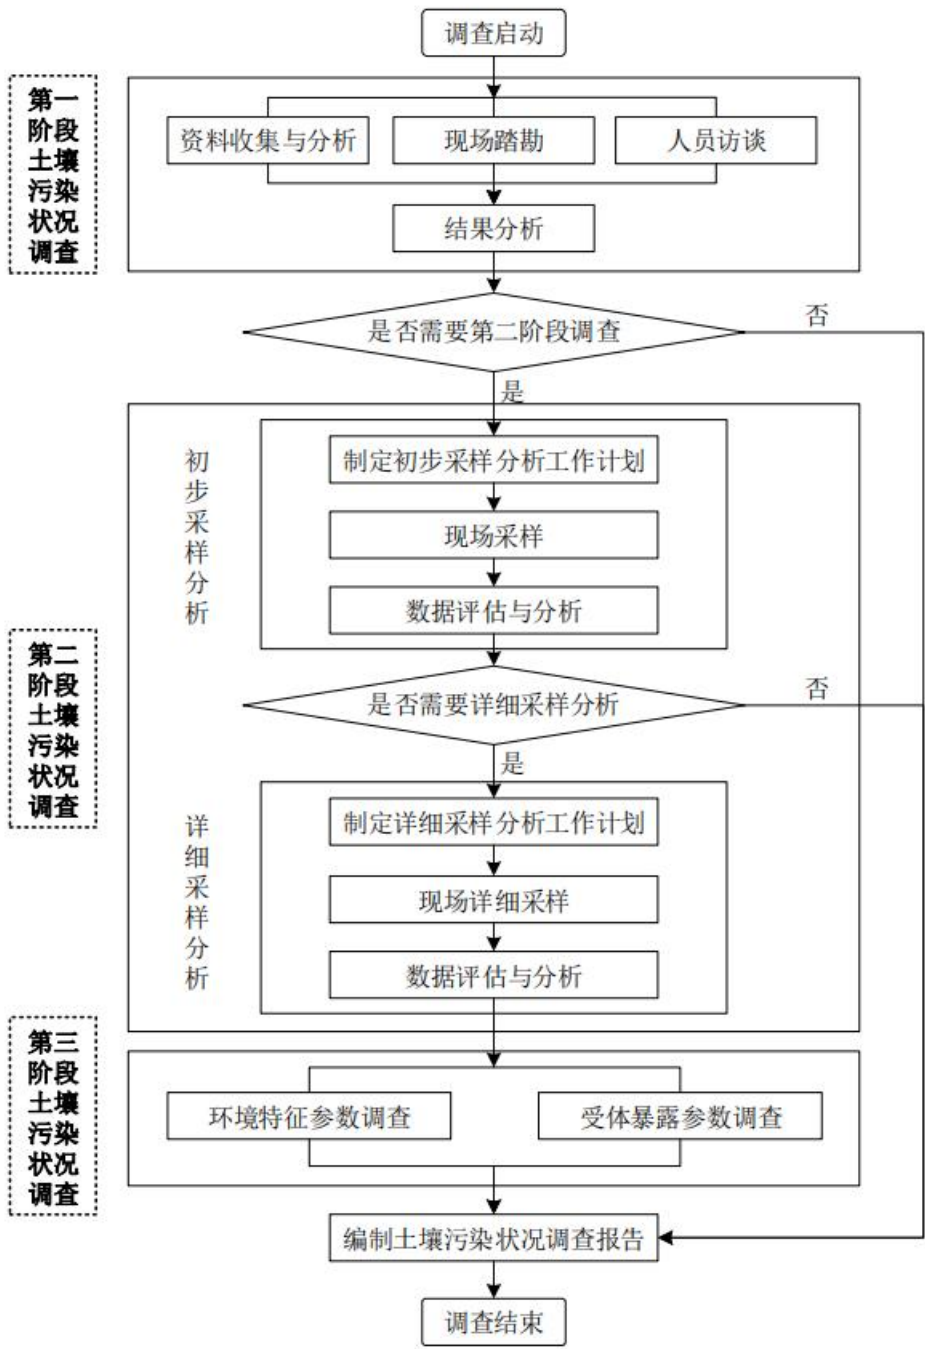 调查启动
第一
阶段
土壤
污染
状况
调查
资料收集与分析
现场踏勘
人员访谈
结果分析
是否需要第二阶段调查
否
是
初
步
采
样
分
析
制定初步采样分析工作计划
现场采样
数据评估与分析
第二
阶段
土壤
污染
状况
调查
是否需要详细采样分析
否
是
详
细
采
样
分
析
制定详细采样分析工作计划
现场详细采样
数据评估与分析
第三
阶段
土壤
污染
状况
调查
环境特征参数调查
受体暴露参数调查
编制土壤污染状况调查报告
调查结束